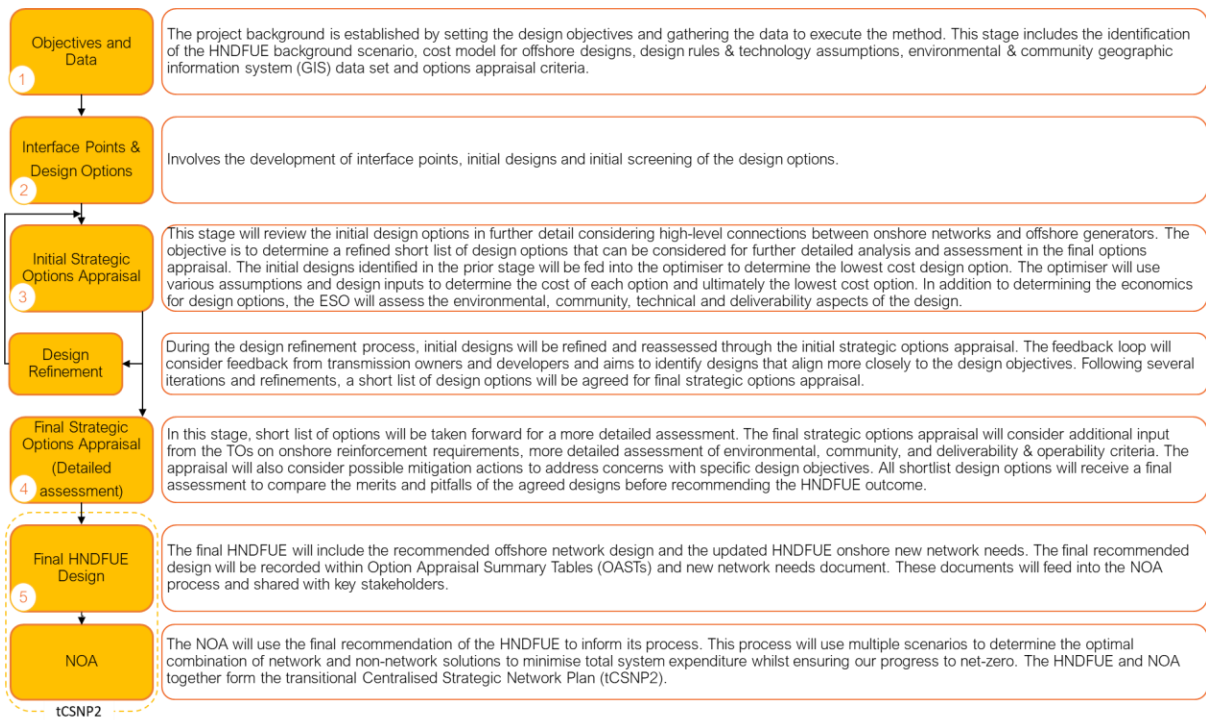 Objectives and
Data
1
The project background is established by setting the design objectives and gathering the data to execute the method. This stage includes the identification
of the HNDFUE background scenario, cost model for offshore designs, design rules & technology assumptions, environmental & community geographic
information system (GIS) data set and options appraisal criteria.
Interface Points &
Design Options
2
Involves the development of interface points, initial designs and initial screening of the design options.
Initial Strategic
Options Appraisal
3
This stage will review the initial design options in further detail considering high-level connections between onshore networks and offshore generators. The
objective is to determine a refined short list of design options that can be considered for further detailed analysis and assessment in the final options
appraisal. The initial designs identified in the prior stage will be fed into the optimiser to determine the lowest cost design option. The optimiser will use
various assumptions and design inputs to determine the cost of each option and ultimately the lowest cost option. In addition to determining the economics
for design options, the ESO will assess the environmental, community, technical and deliverability aspects of the design.
Design
Refinement
During the design refinement process, initial designs will be refined and reassessed through the initial strategic options appraisal. The feedback loop will
consider feedback from transmission owners and developers and aims to identify designs that align more closely to the design objectives. Following several
iterations and refinements, a short list of design options will be agreed for final strategic options appraisal.
Final Strategic
Options Appraisal
(Detailed
assessment)
4
In this stage, short list of options will be taken forward for a more detailed assessment. The final strategic options appraisal will consider additional input
from the TOs on onshore reinforcement requirements, more detailed assessment of environmental, community, and deliverability & operability criteria. The
appraisal will also consider possible mitigation actions to address concerns with specific design objectives. All shortlist design options will receive a final
assessment to compare the merits and pitfalls of the agreed designs before recommending the HNDFUE outcome.
Final HNDFUE
Design
5
The final HNDFUE will include the recommended offshore network design and the updated HNDFUE onshore new network needs. The final recommended
design will be recorded within Option Appraisal Summary Tables (OASTs) and new network needs document. These documents will feed into the NOA
process and shared with key stakeholders.
NOA
The NOA will use the final recommendation of the HNDFUE to inform its process. This process will use multiple scenarios to determine the optimal
combination of network and non-network solutions to minimise total system expenditure whilst ensuring our progress to net-zero. The HNDFUE and NOA
together form the transitional Centralised Strategic Network Plan (tCSNP2).
tCSNP2